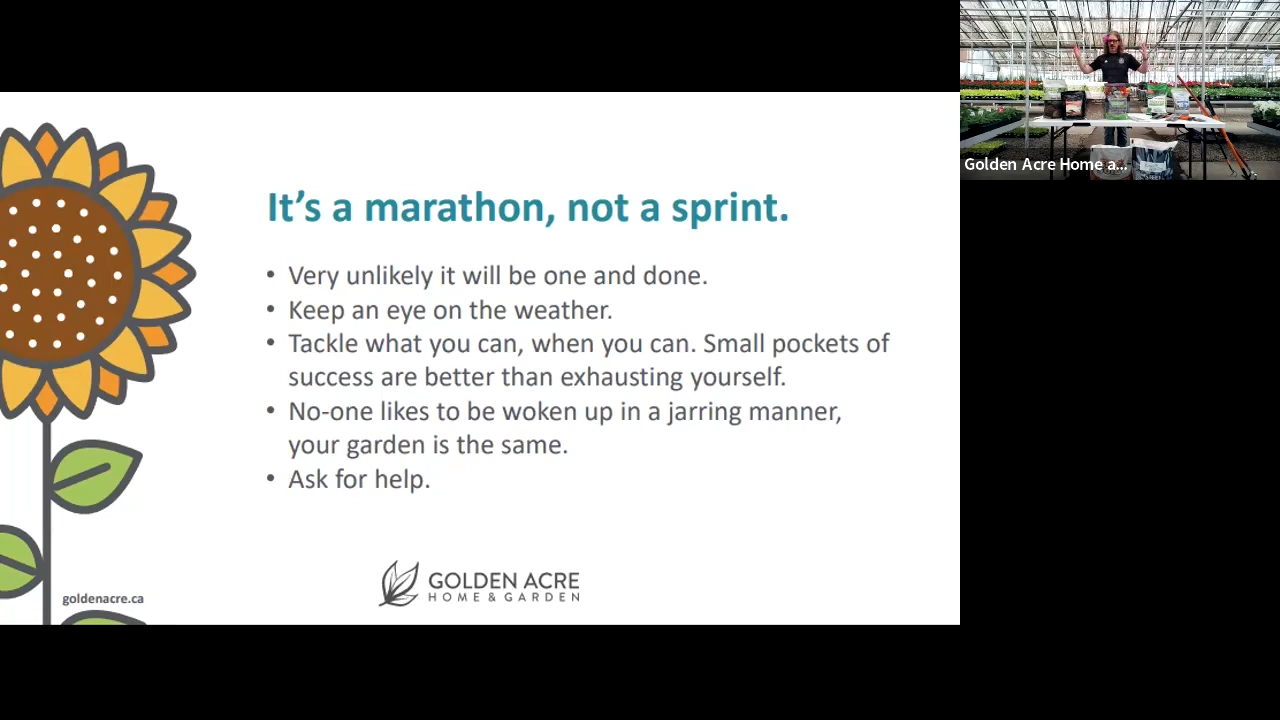 Golden Acre Home a...
It’s a marathon, not a sprint.
• Very unlikely it will be one and done.
• Keep an eye on the weather.
• Tackle what you can, when you can. Small pockets of
success are better than exhausting yourself.
• No-one likes to be woken up in a jarring manner,
your garden is the same.
• Ask for help.
GOLDEN ACRE
HOME & GARDEN
goldenacre.ca